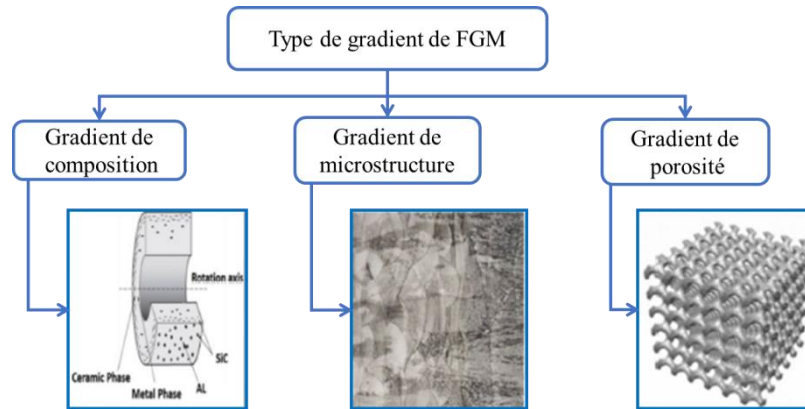 Type de gradient de FGM
Gradient de
composition
Gradient de
microstructure
Gradient de
porosité
Rotation axis
SiC
Ceramic Phase
AL
Metal Phase